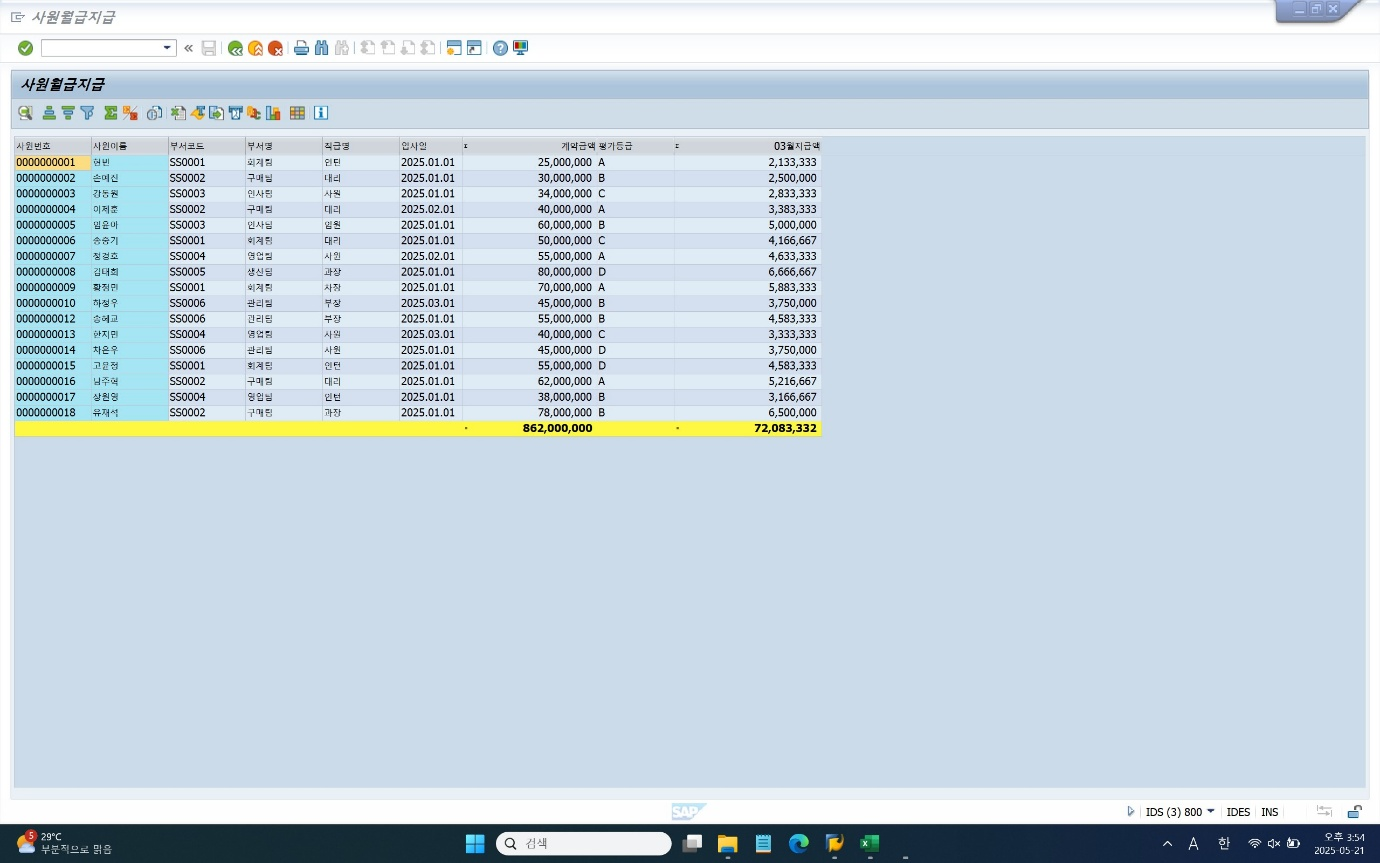 사원월급지급
사원월급지급
사원번호 사원이름 부서코드 부서명 직급명 입사일 Σ 계약금액 평가등급 Σ 03월지급액
0000000001 현빈 SS0001 회계팀 인턴 2025.01.01 25,000,000 A 2,133,333
0000000002 손예진 SS0002 구매팀 대리 2025.01.01 30,000,000 B 2,500,000
0000000003 강동원 SS0003 인사팀 사원 2025.01.01 34,000,000 C 2,833,333
0000000004 이제훈 SS0002 구매팀 대리 2025.02.01 40,000,000 A 3,383,333
0000000005 임윤아 SS0003 인사팀 임원 2025.01.01 60,000,000 B 5,000,000
0000000006 송승기 SS0001 회계팀 대리 2025.01.01 50,000,000 C 4,166,667
0000000007 정경호 SS0004 영업팀 사원 2025.02.01 55,000,000 A 4,633,333
0000000008 김태희 SS0005 생산팀 과장 2025.01.01 80,000,000 D 6,666,667
0000000009 황정민 SS0001 회계팀 차장 2025.01.01 70,000,000 A 5,883,333
0000000010 하정우 SS0006 관리팀 부장 2025.03.01 45,000,000 B 3,750,000
0000000012 송혜교 SS0006 관리팀 부장 2025.01.01 55,000,000 B 4,583,333
0000000013 한지민 SS0004 영업팀 사원 2025.03.01 40,000,000 C 3,333,333
0000000014 차은우 SS0006 관리팀 사원 2025.01.01 45,000,000 D 3,750,000
0000000015 고윤정 SS0001 회계팀 인턴 2025.01.01 55,000,000 D 4,583,333
0000000016 남주혁 SS0002 구매팀 대리 2025.01.01 62,000,000 A 5,216,667
0000000017 장원영 SS0004 영업팀 인턴 2025.01.01 38,000,000 B 3,166,667
0000000018 유재석 SS0002 구매팀 과장 2025.01.01 78,000,000 B 6,500,000
862,000,000 72,083,332
SAP
IDS (3) 800 IDES INS
5 29°C
부분적으로 맑음
검색
A 한
오후 3:54
2025-05-21